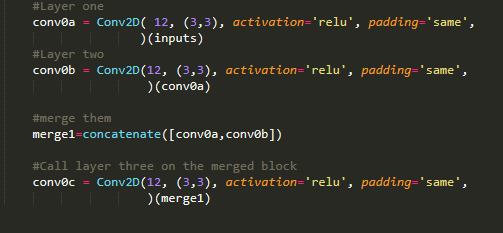 #Layer one
conv0a = Conv2D( 12, (3,3), activation='relu', padding='same',
)(inputs)
#Layer two
conv0b = Conv2D(12, (3,3), activation='relu', padding='same',
)(conv0a)
#merge them
merge1=concatenate([conv0a,conv0b])
#Call layer three on the merged block
conv0c = Conv2D(12, (3,3), activation='relu', padding='same',
)(merge1)